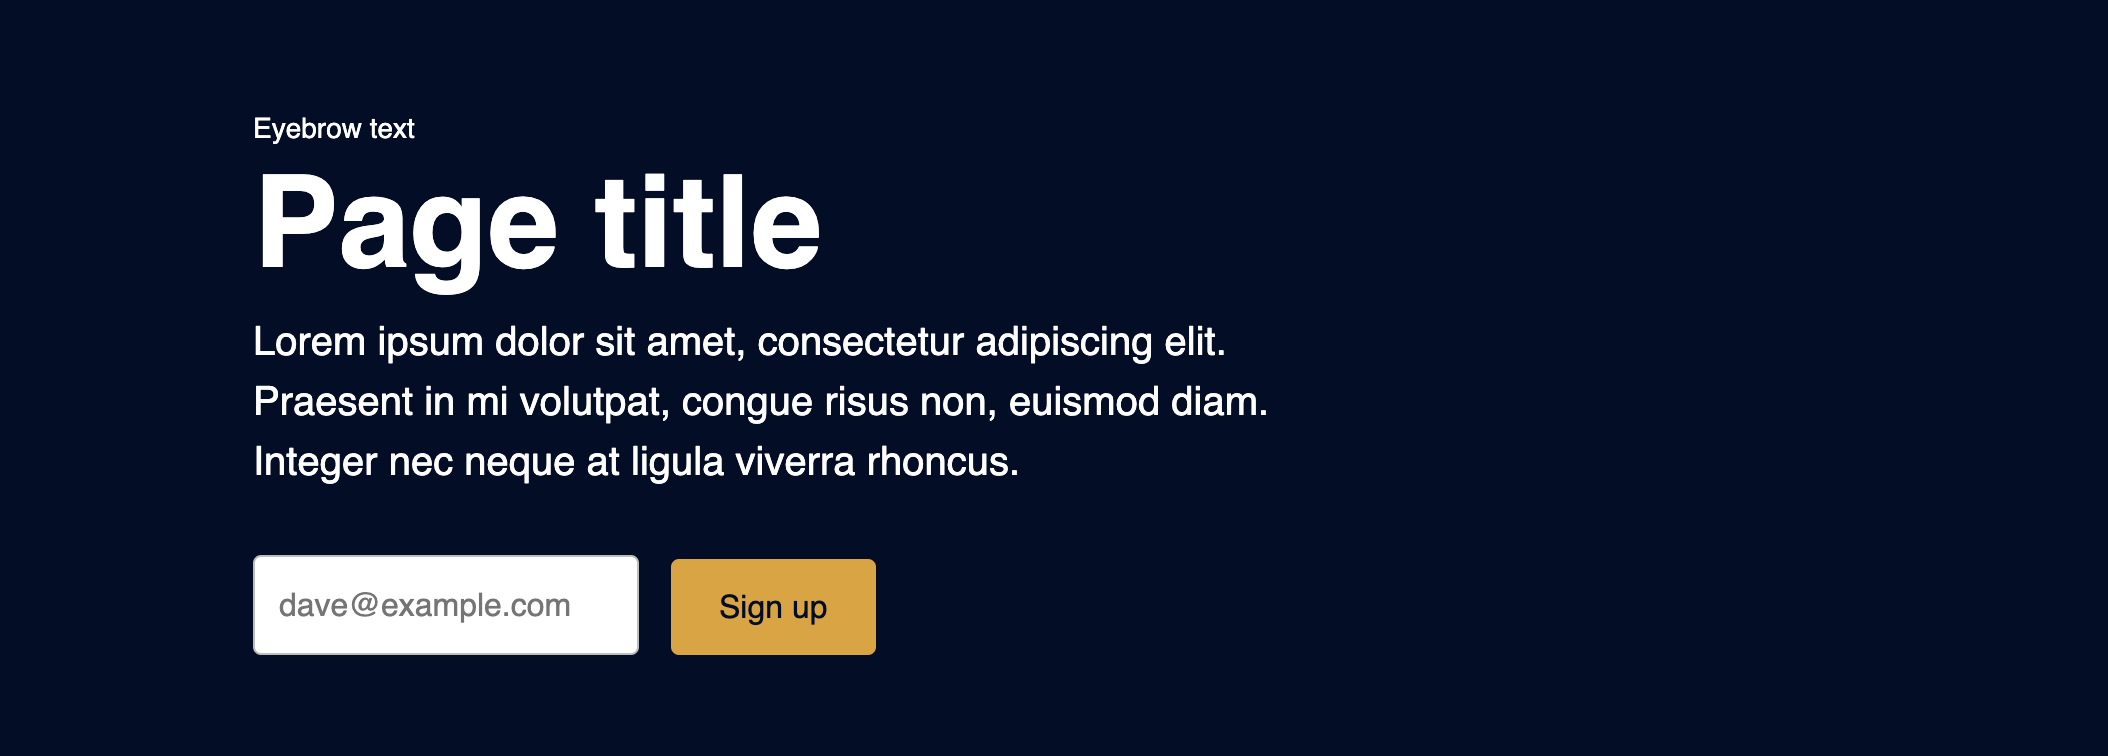 Eyebrow text
Page title
Lorem ipsum dolor sit amet, consectetur adipiscing elit.
Praesent in mi volutpat, congue risus non, euismod diam.
Integer nec neque at ligula viverra rhoncus.
dave@example.com
Sign up